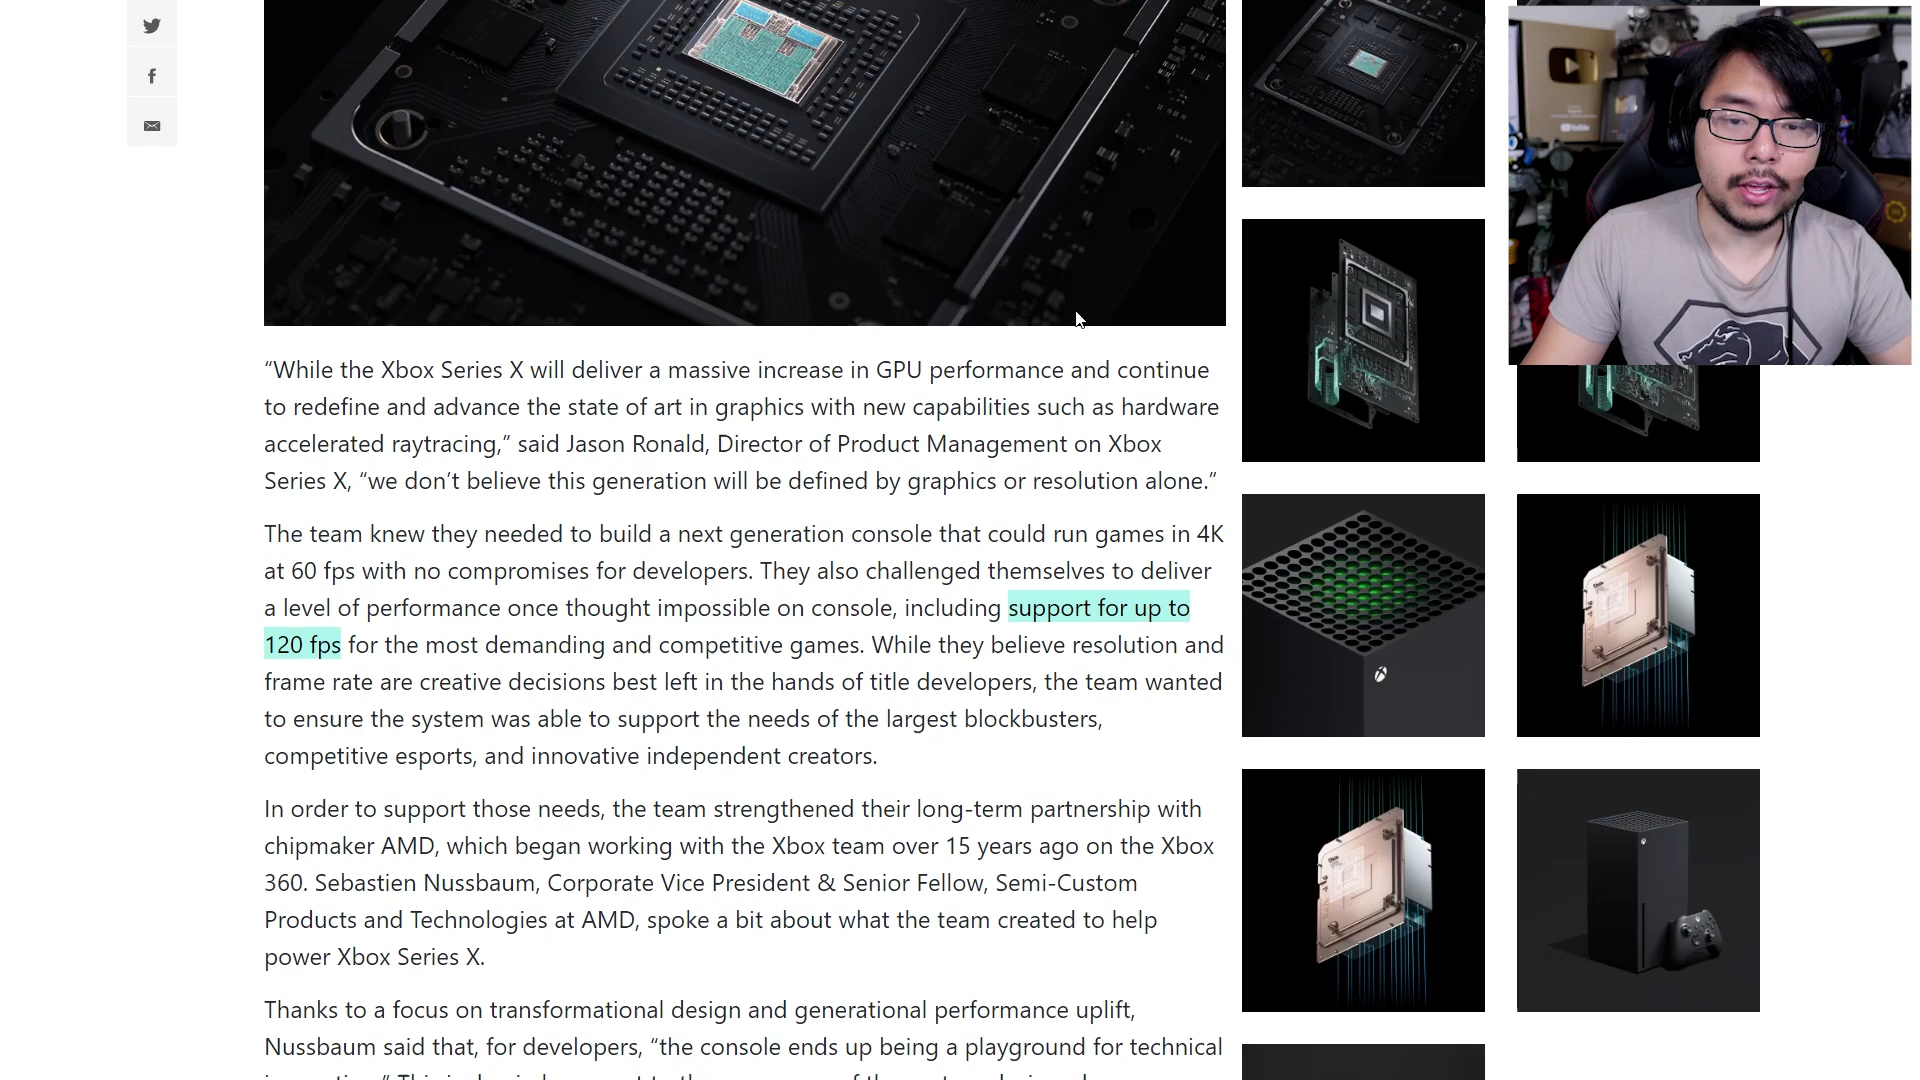 “While the Xbox Series X will deliver a massive increase in GPU performance and continue
to redefine and advance the state of art in graphics with new capabilities such as hardware
accelerated raytracing,” said Jason Ronald, Director of Product Management on Xbox
Series X, “we don’t believe this generation will be defined by graphics or resolution alone.”
The team knew they needed to build a next generation console that could run games in 4K
at 60 fps with no compromises for developers. They also challenged themselves to deliver
a level of performance once thought impossible on console, including support for up to
120 fps for the most demanding and competitive games. While they believe resolution and
frame rate are creative decisions best left in the hands of title developers, the team wanted
to ensure the system was able to support the needs of the largest blockbusters,
competitive esports, and innovative independent creators.
In order to support those needs, the team strengthened their long-term partnership with
chipmaker AMD, which began working with the Xbox team over 15 years ago on the Xbox
360. Sebastien Nussbaum, Corporate Vice President & Senior Fellow, Semi-Custom
Products and Technologies at AMD, spoke a bit about what the team created to help
power Xbox Series X.
Thanks to a focus on transformational design and generational performance uplift,
Nussbaum said that, for developers, “the console ends up being a playground for technical